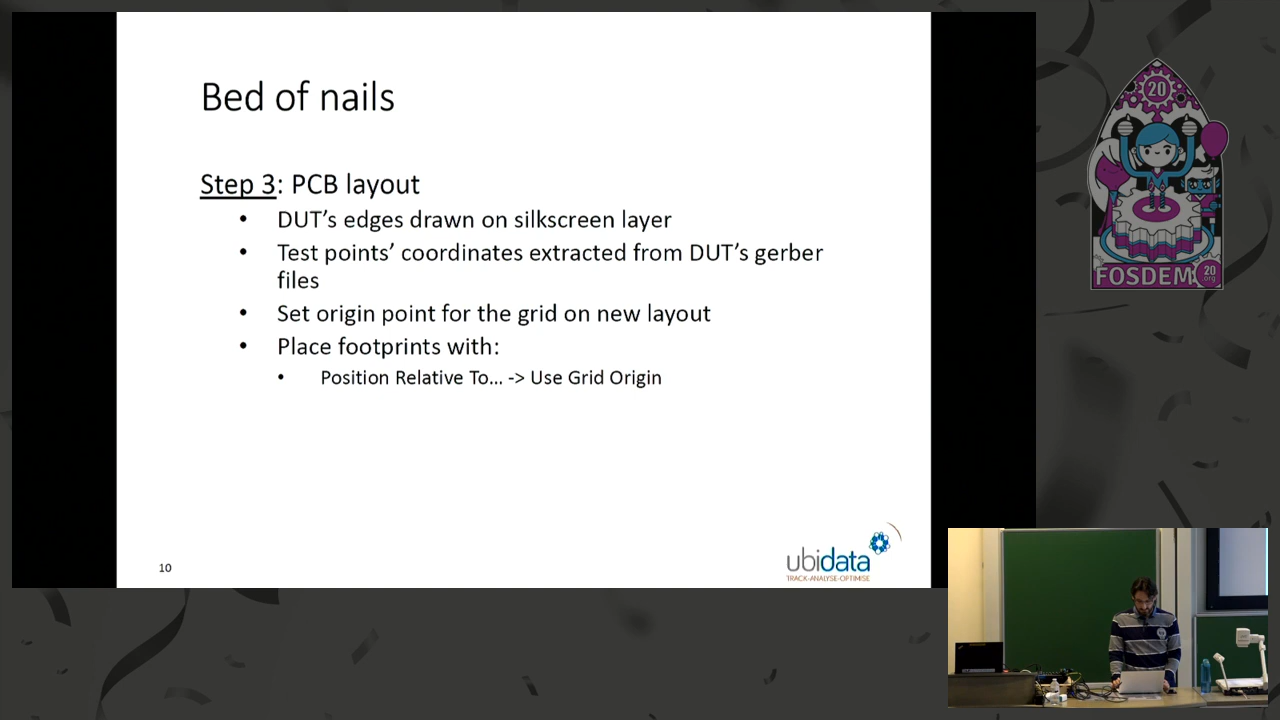 Bed of nails
Step 3: PCB layout
• DUT's edges drawn on silkscreen layer
• Test points' coordinates extracted from DUT's gerber
files
• Set origin point for the grid on new layout
• Place footprints with:
• Position Relative To... -> Use Grid Origin
10
ubidata
TRACK-ANALYSE-OPTIMISE
20
FOSDEM
20
.org